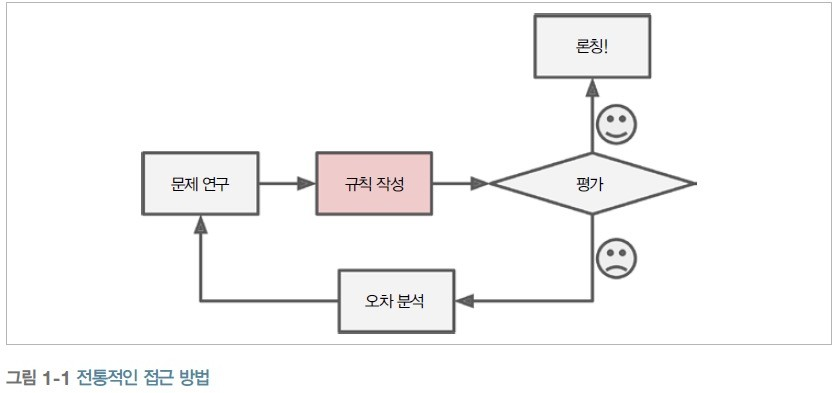 론칭!
문제 연구
규칙 작성
평가
오차 분석
그림 1-1 전통적인 접근 방법